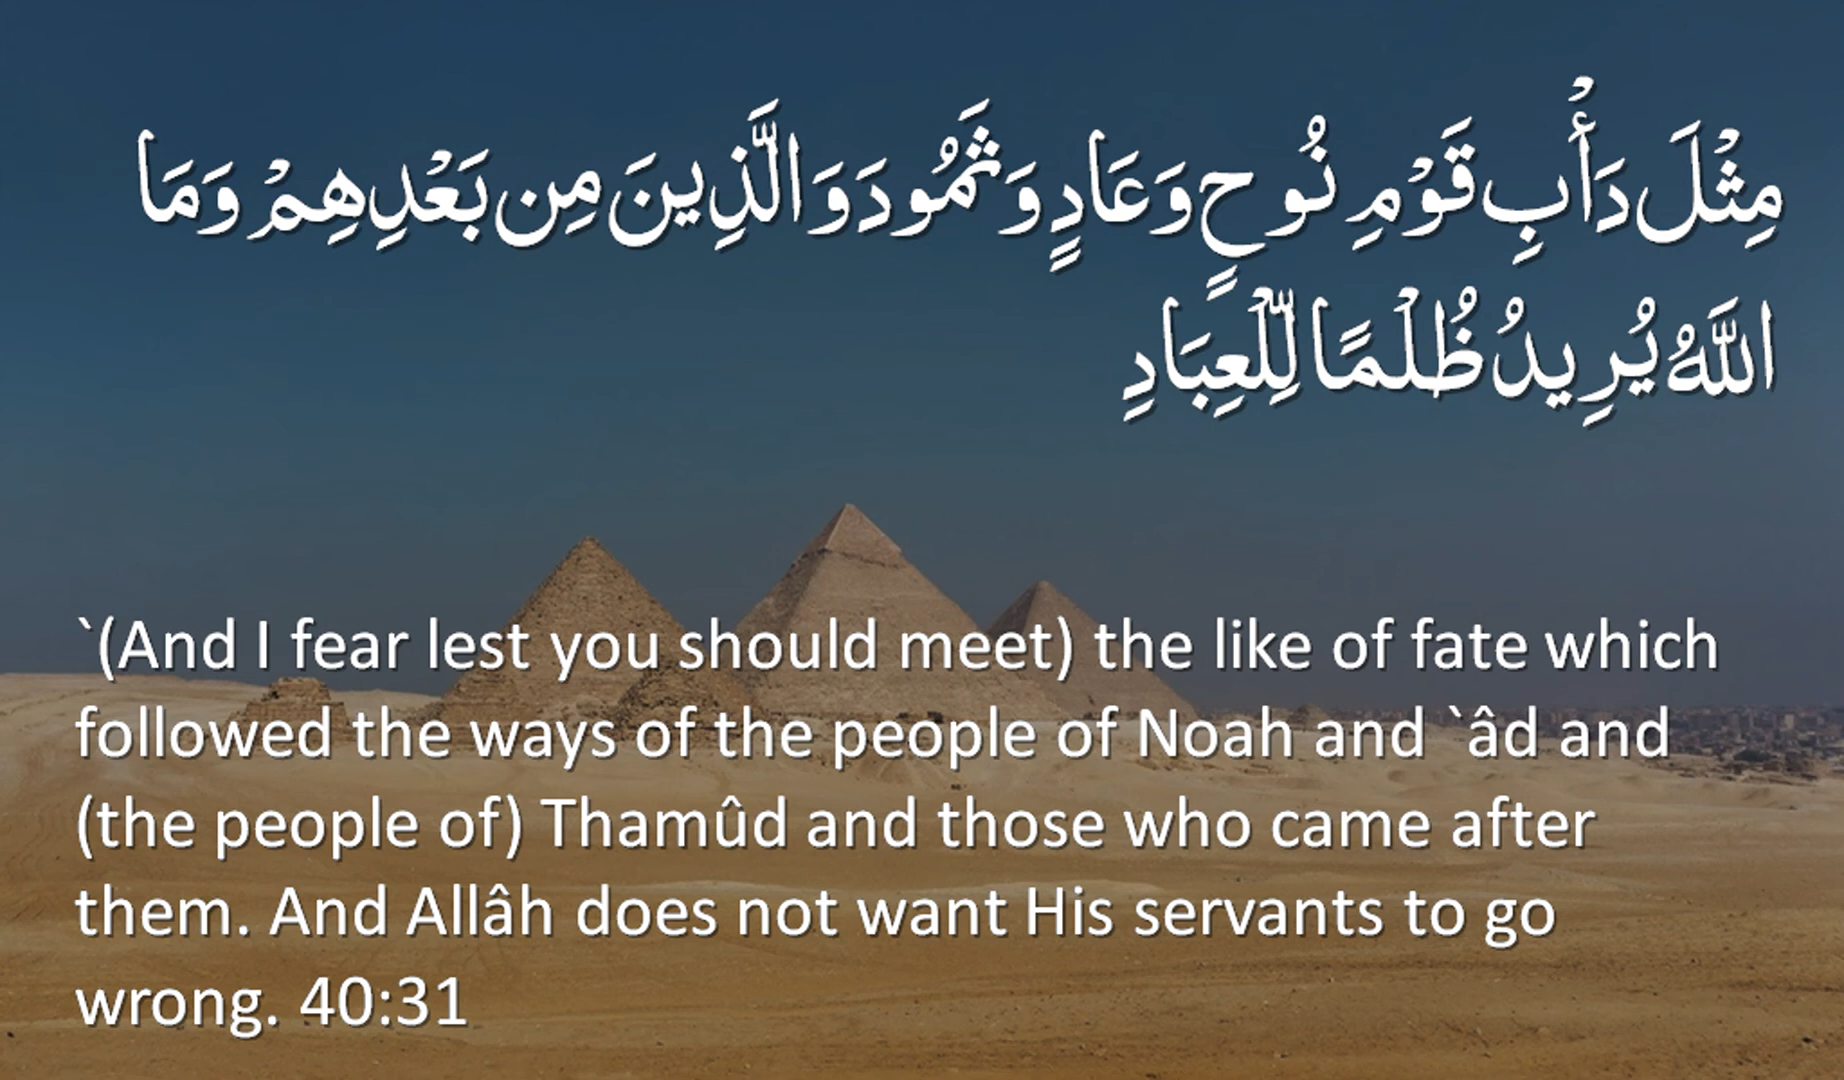 مِثْلَ دَأْبِ قَوْمِ نُوحٍ وَعَادٍ وَثَمُودَ وَالَّذِينَ مِن بَعْدِهِمْ وَمَا
اللَّهُ يُرِيدُ ظُلْمًا لِّلْعِبَادِ
`(And I fear lest you should meet) the like of fate which
followed the ways of the people of Noah and `âd and
(the people of) Thamûd and those who came after
them. And Allâh does not want His servants to go
wrong. 40:31